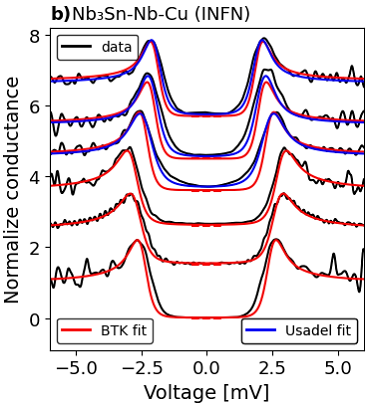 b)Nb₃Sn-Nb-Cu (INFN)
8
data
6
4
2
0
BTK fit
Usadel fit
−5.0 −2.5 0.0 2.5 5.0
Voltage [mV]
Normalize conductance